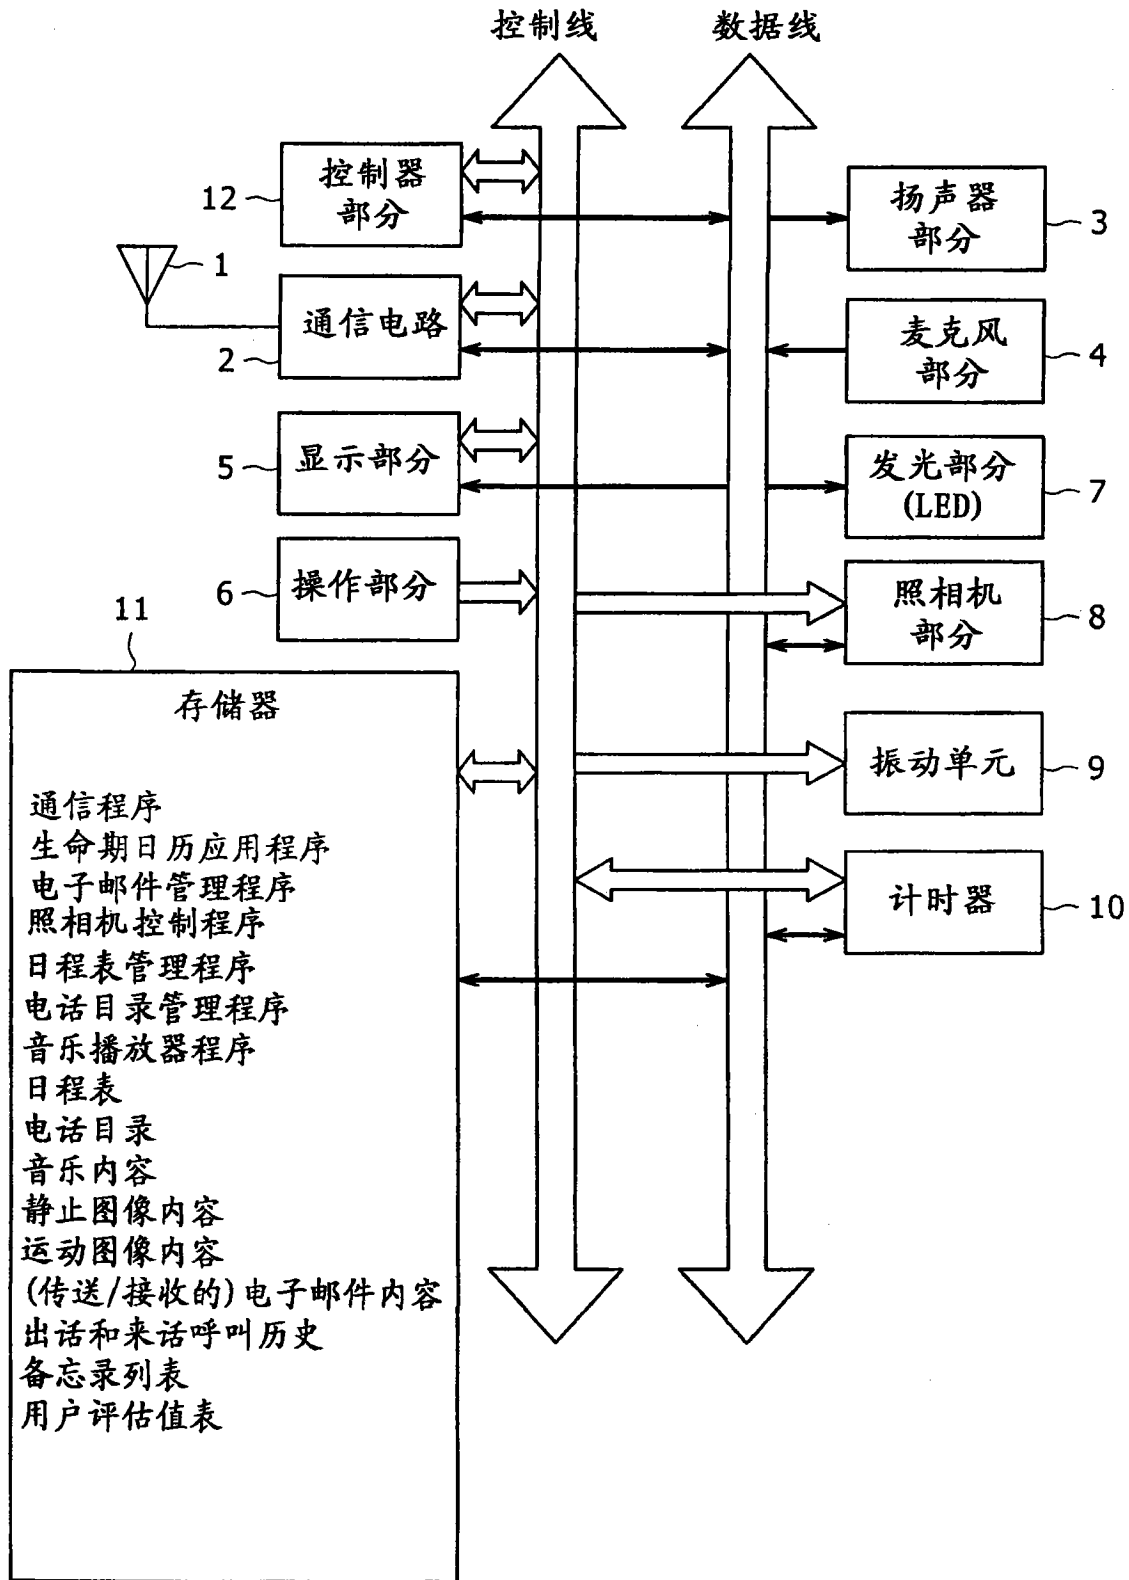 控制线
数据线
控制器
部分
12
扬声器
部分
3
1
通信电路
2
麦克风
部分
4
显示部分
5
发光部分
(LED)
7
操作部分
6
照相机
部分
8
11
存储器
振动单元
9
通信程序
生命期日历应用程序
电子邮件管理程序
照相机控制程序
日程表管理程序
电话目录管理程序
音乐播放器程序
日程表
电话目录
音乐内容
静止图像内容
运动图像内容
(传送/接收的)电子邮件内容
出话和来话呼叫历史
备忘录列表
用户评估值表
计时器
10